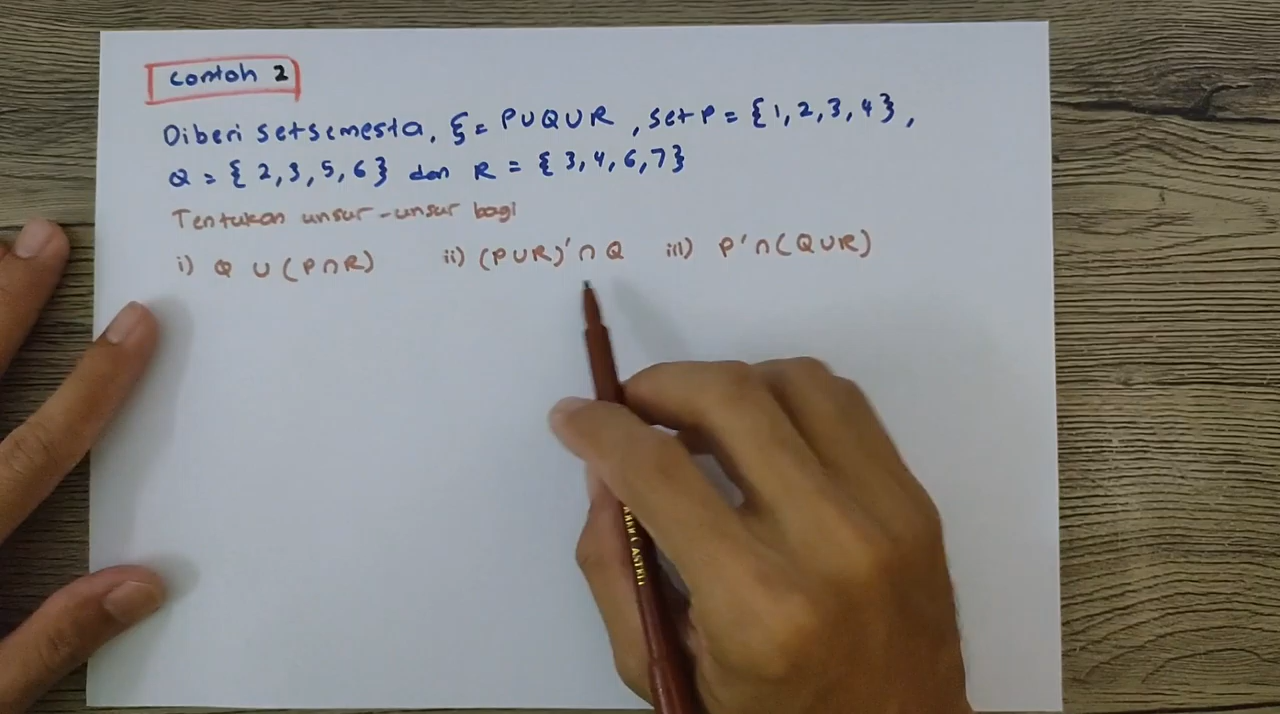 Contoh 2
Diberi set semesta, ξ = P∪Q∪R, set P = {1, 2, 3, 4},
Q = {2, 3, 5, 6} dan R = {3, 4, 6, 7}
Tentukan unsur-unsur bagi
i) Q ∪ (P∩R) ii) (P∪R)' ∩ Q iii) P' ∩ (Q∪R)